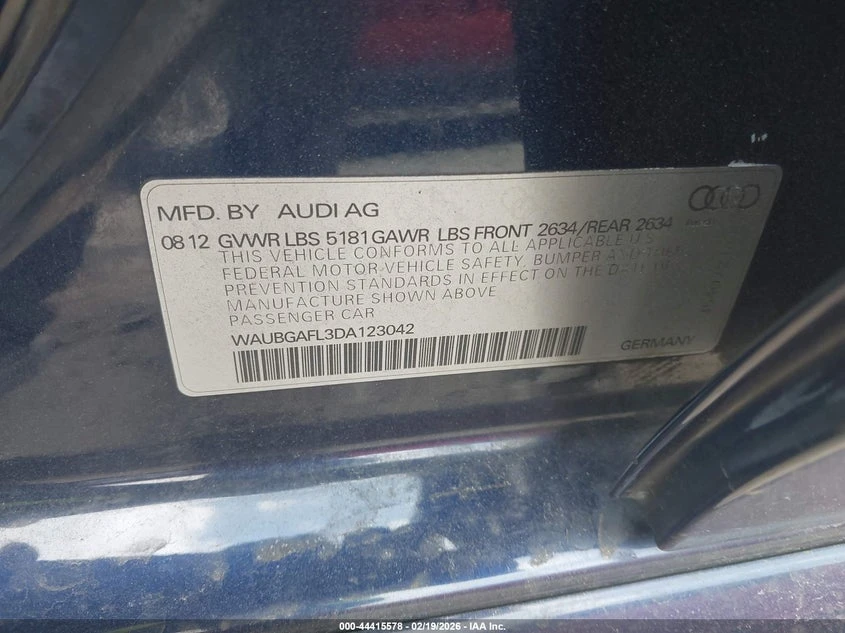 MFD. BY AUDI AG
08 12 GVWR LBS 5181 GAWR LBS FRONT 2634/REAR 2634
THIS VEHICLE CONFORMS TO ALL APPLICABLE U.S.
FEDERAL MOTOR VEHICLE SAFETY, BUMPER AND THEFT
PREVENTION STANDARDS IN EFFECT ON THE DATE OF
MANUFACTURE SHOWN ABOVE
PASSENGER CAR
WAUBGAFL3DA123042
GERMANY
000-44415578 - 02/19/2026 - IAA Inc.